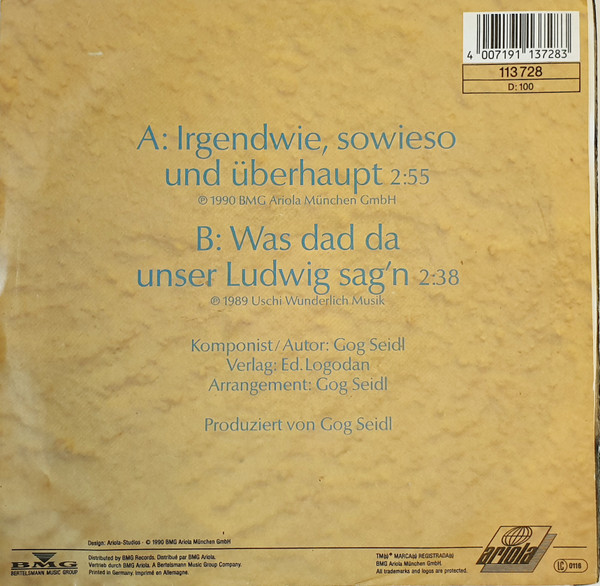 4 007191 137283
113 728
D: 100
A: Irgendwie, sowieso
und überhaupt 2:55
℗ 1990 BMG Ariola München GmbH
B: Was dad da
unser Ludwig sag'n 2:38
℗ 1989 Uschi Wunderlich Musik
Komponist/Autor: Gog Seidl
Verlag: Ed. Logodan
Arrangement: Gog Seidl
Produziert von Gog Seidl
Design: Ariola-Studios · © 1990 BMG Ariola München GmbH
BMG
BERTELSMANN MUSIC GROUP
Distributed by BMG Records. Distribué par BMG Ariola.
Vertrieb durch BMG Ariola. A Bertelsmann Music Group Company.
Printed in Germany. Imprimé en Allemagne.
TM(s)® MARCA(s) REGISTRADA(s)
BMG Ariola München GmbH.
All trademarks and logos are protected.
ariola
LC 0116